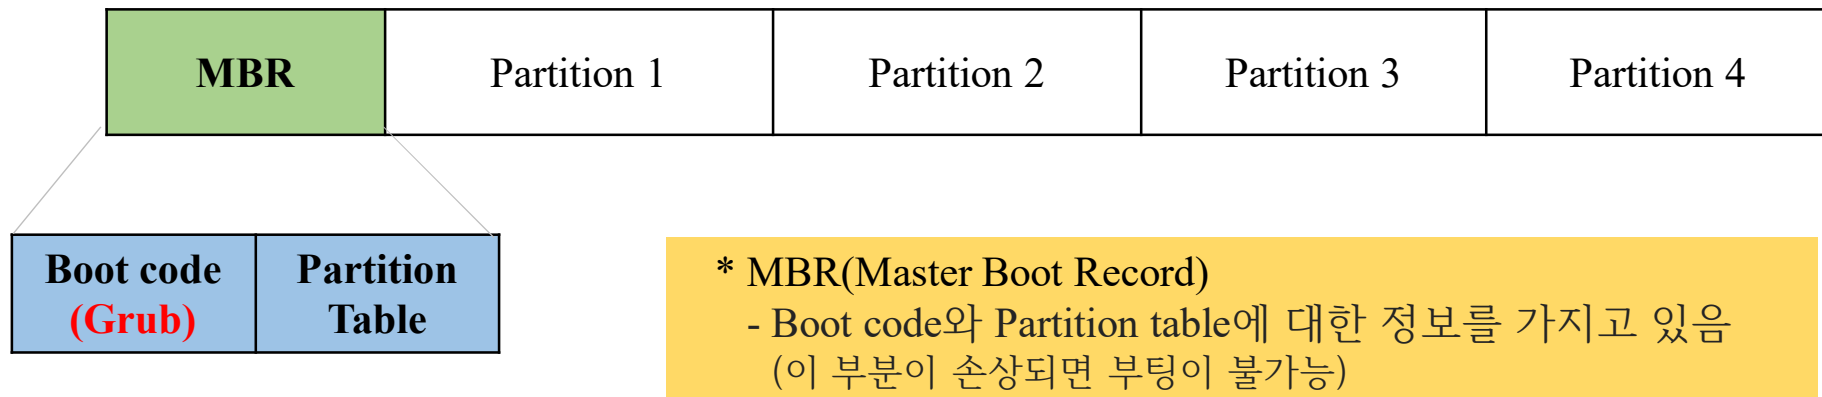 MBR
Partition 1
Partition 2
Partition 3
Partition 4
Boot code
(Grub)
Partition
Table
* MBR(Master Boot Record)
- Boot code와 Partition table에 대한 정보를 가지고 있음
(이 부분이 손상되면 부팅이 불가능)